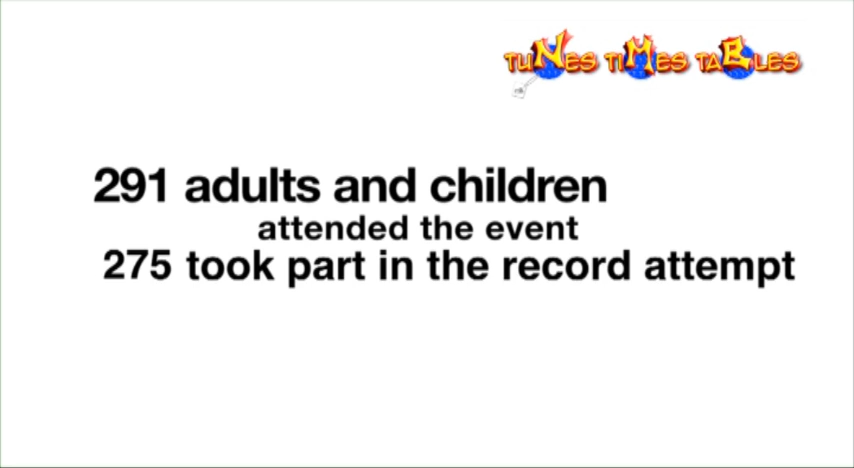 TUNES TIMES TABLES
291 adults and children
attended the event
275 took part in the record attempt